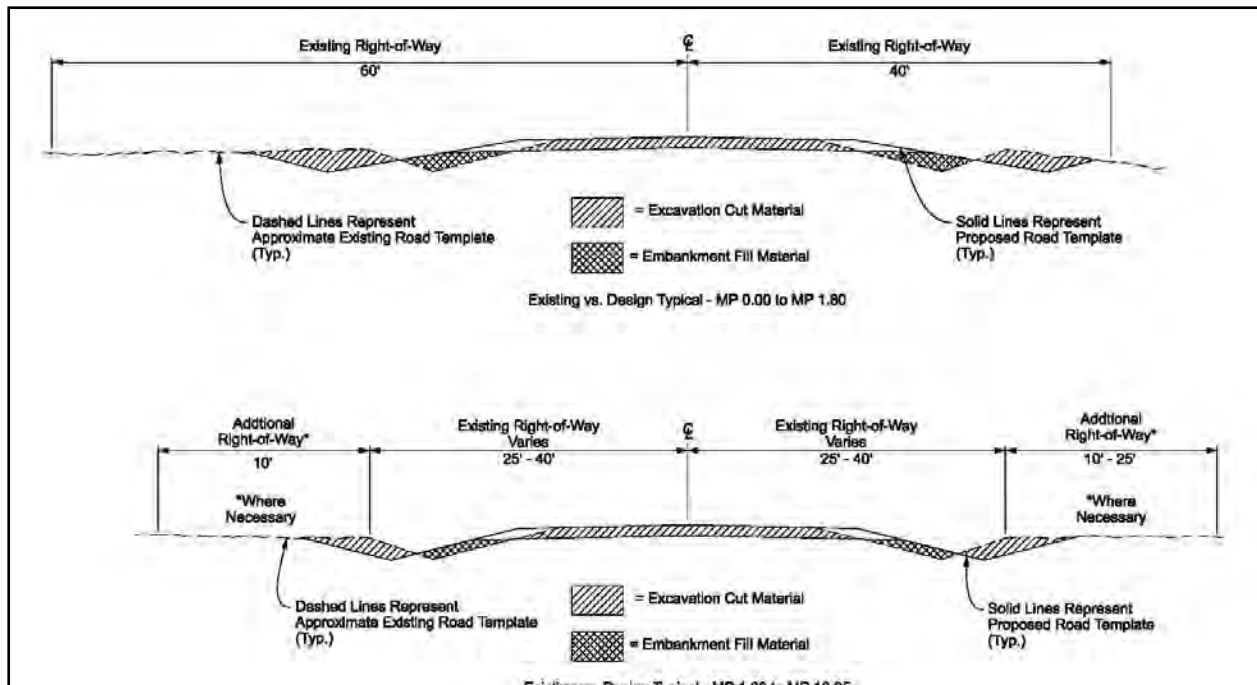 Existing Right-of-Way
60'
℄
Existing Right-of-Way
40'
Dashed Lines Represent
Approximate Existing Road Template
(Typ.)
= Excavation Cut Material
= Embankment Fill Material
Solid Lines Represent
Proposed Road Template
(Typ.)
Existing vs. Design Typical - MP 0.00 to MP 1.80
Addtional
Right-of-Way*
10'
*Where
Necessary
Existing Right-of-Way
Varies
25' - 40'
℄
Existing Right-of-Way
Varies
25' - 40'
Addtional
Right-of-Way*
10' - 25'
*Where
Necessary
Dashed Lines Represent
Approximate Existing Road Template
(Typ.)
= Excavation Cut Material
= Embankment Fill Material
Solid Lines Represent
Proposed Road Template
(Typ.)